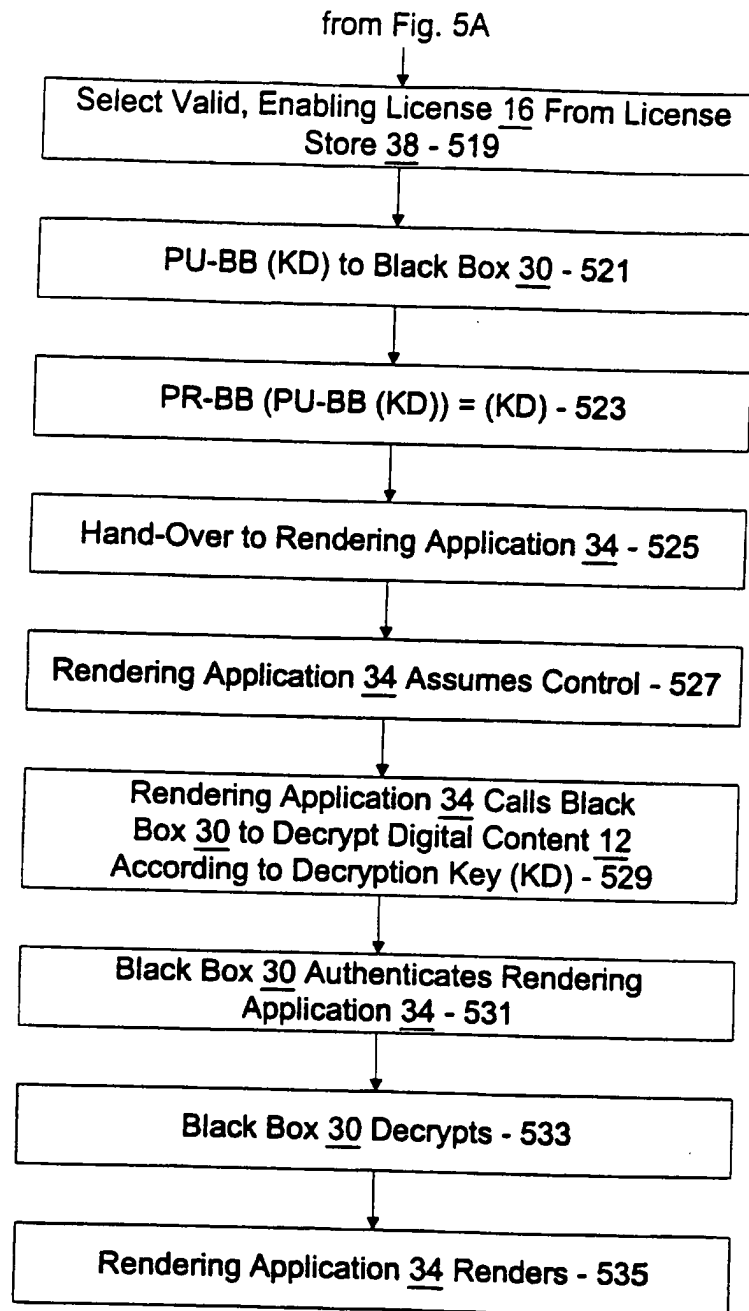 from Fig. 5A
Select Valid, Enabling License 16 From License
Store 38 - 519
PU-BB (KD) to Black Box 30 - 521
PR-BB (PU-BB (KD)) = (KD) - 523
Hand-Over to Rendering Application 34 - 525
Rendering Application 34 Assumes Control - 527
Rendering Application 34 Calls Black
Box 30 to Decrypt Digital Content 12
According to Decryption Key (KD) - 529
Black Box 30 Authenticates Rendering
Application 34 - 531
Black Box 30 Decrypts - 533
Rendering Application 34 Renders - 535